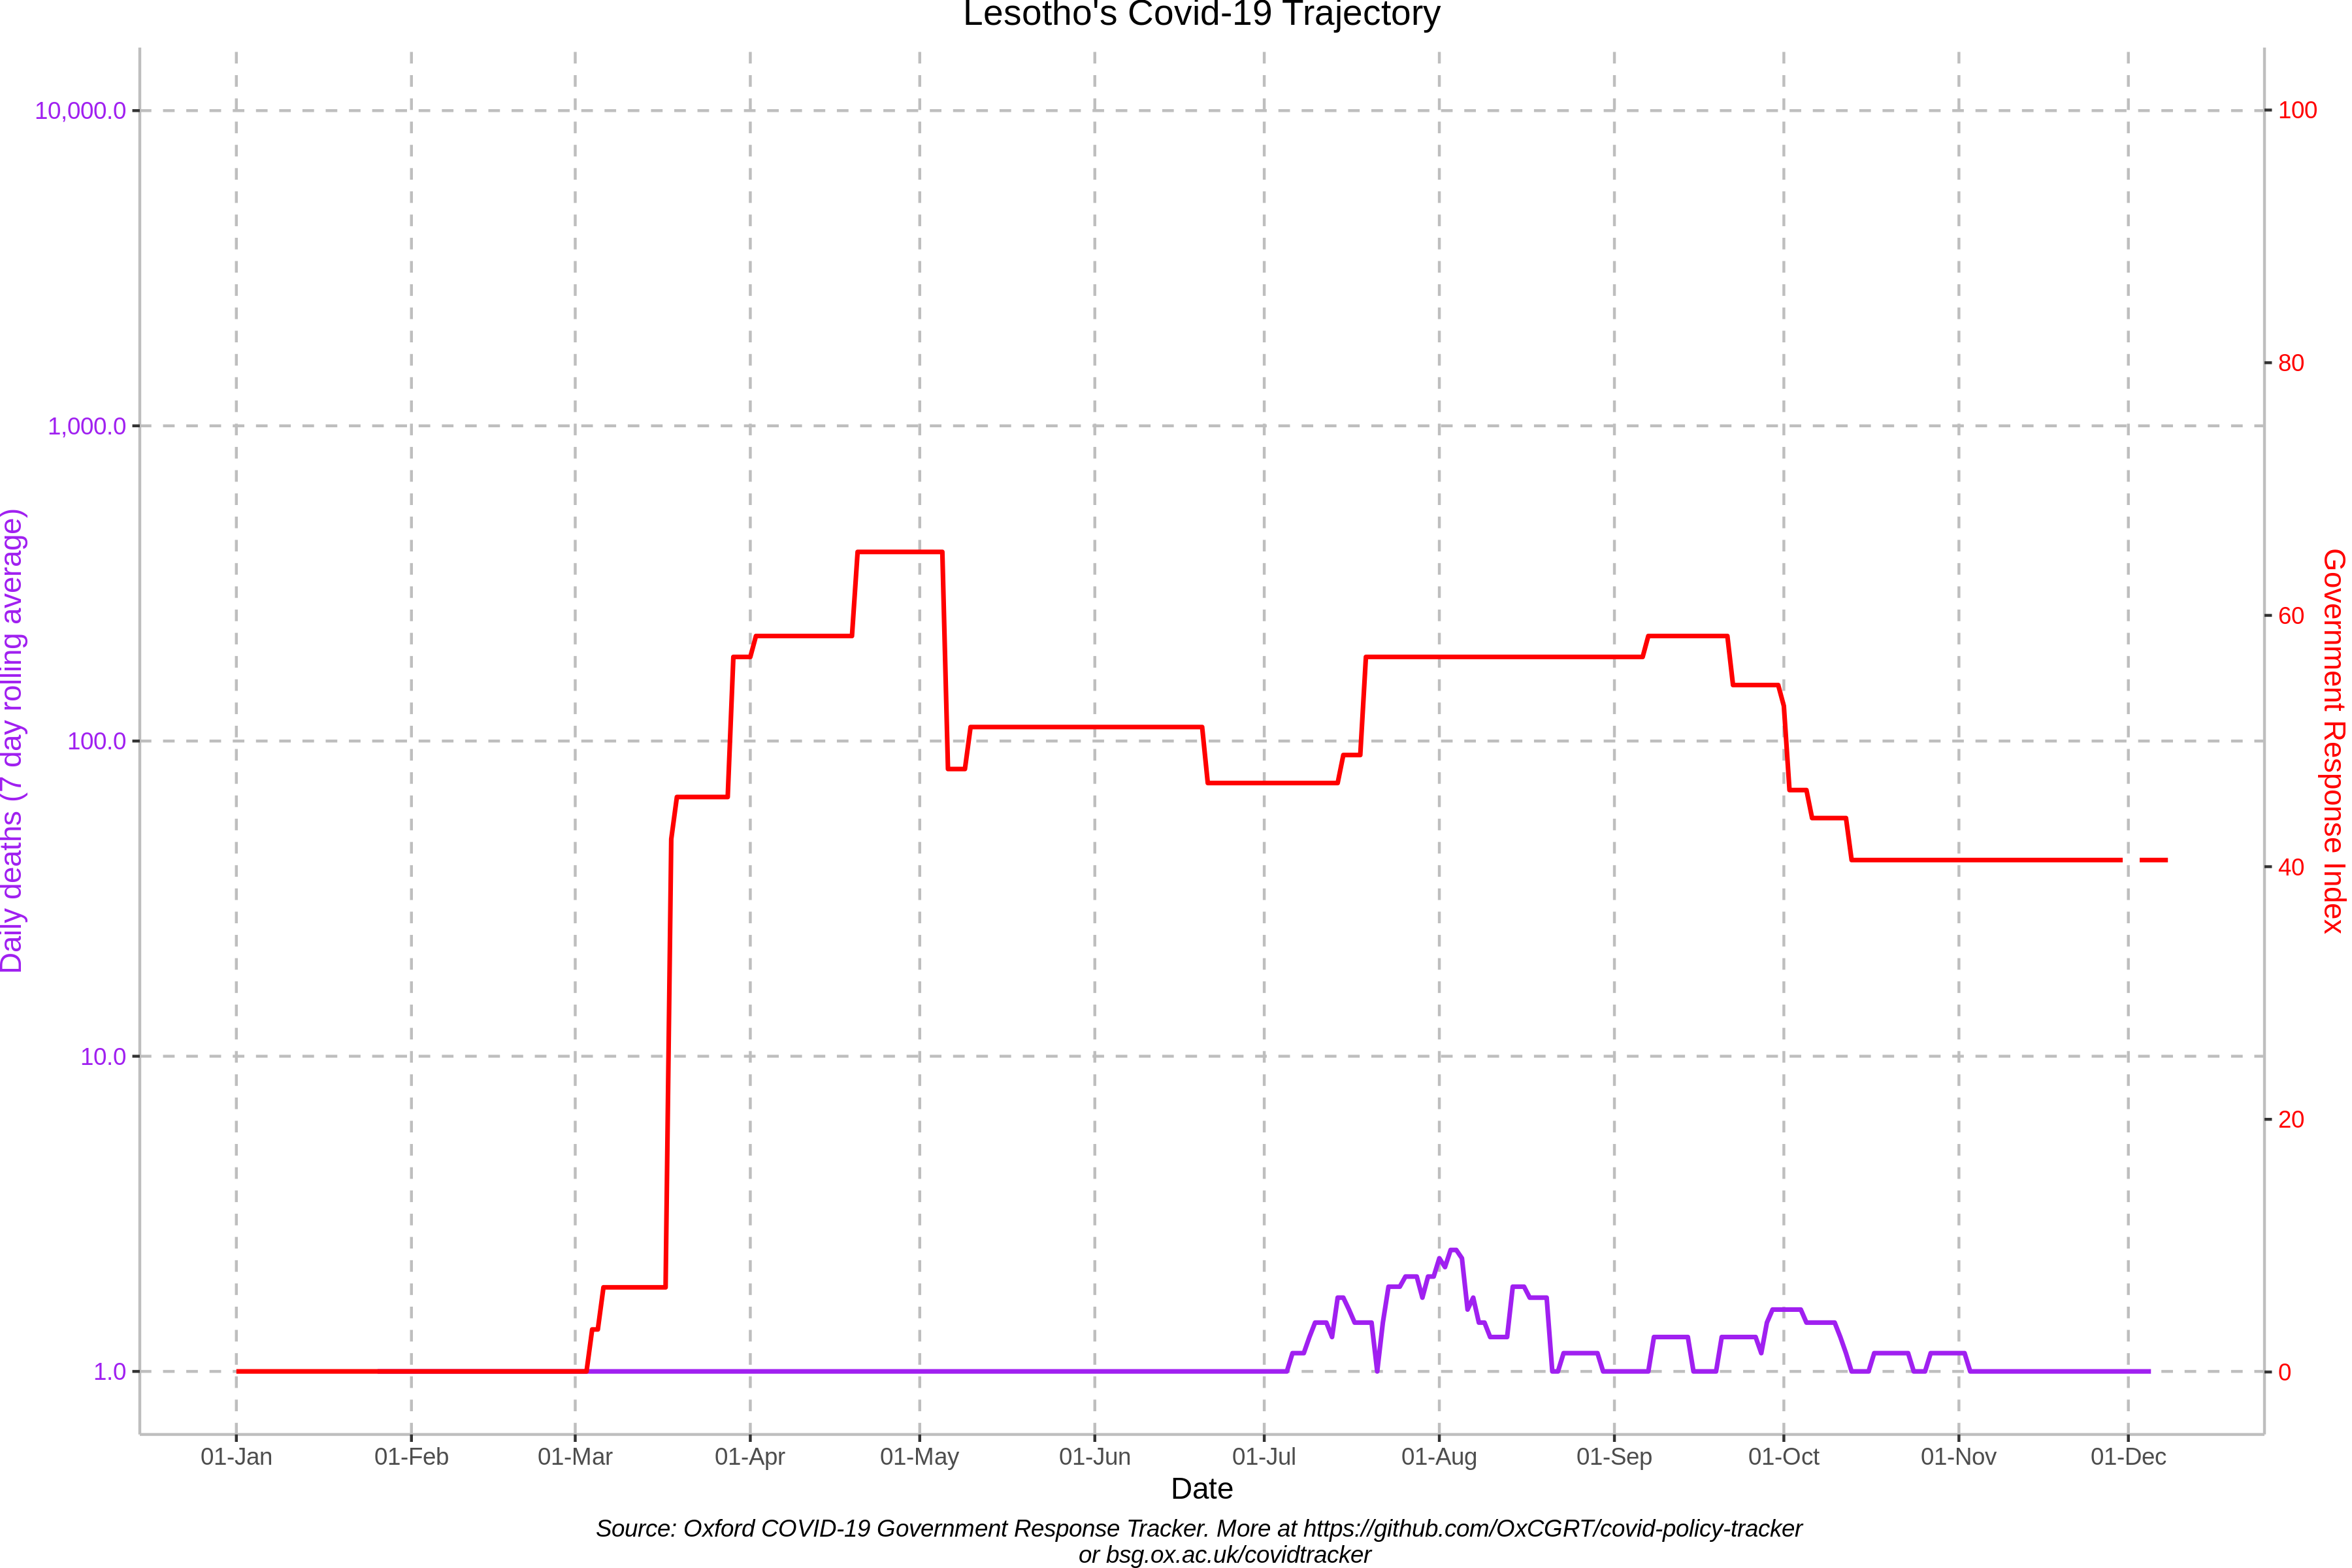 Lesotho's Covid-19 Trajectory
10,000.0
1,000.0
100.0
10.0
1.0
Daily deaths (7 day rolling average)
100
80
60
40
20
0
Government Response Index
01-Jan 01-Feb 01-Mar 01-Apr 01-May 01-Jun 01-Jul 01-Aug 01-Sep 01-Oct 01-Nov 01-Dec
Date
Source: Oxford COVID-19 Government Response Tracker. More at https://github.com/OxCGRT/covid-policy-tracker
or bsg.ox.ac.uk/covidtracker